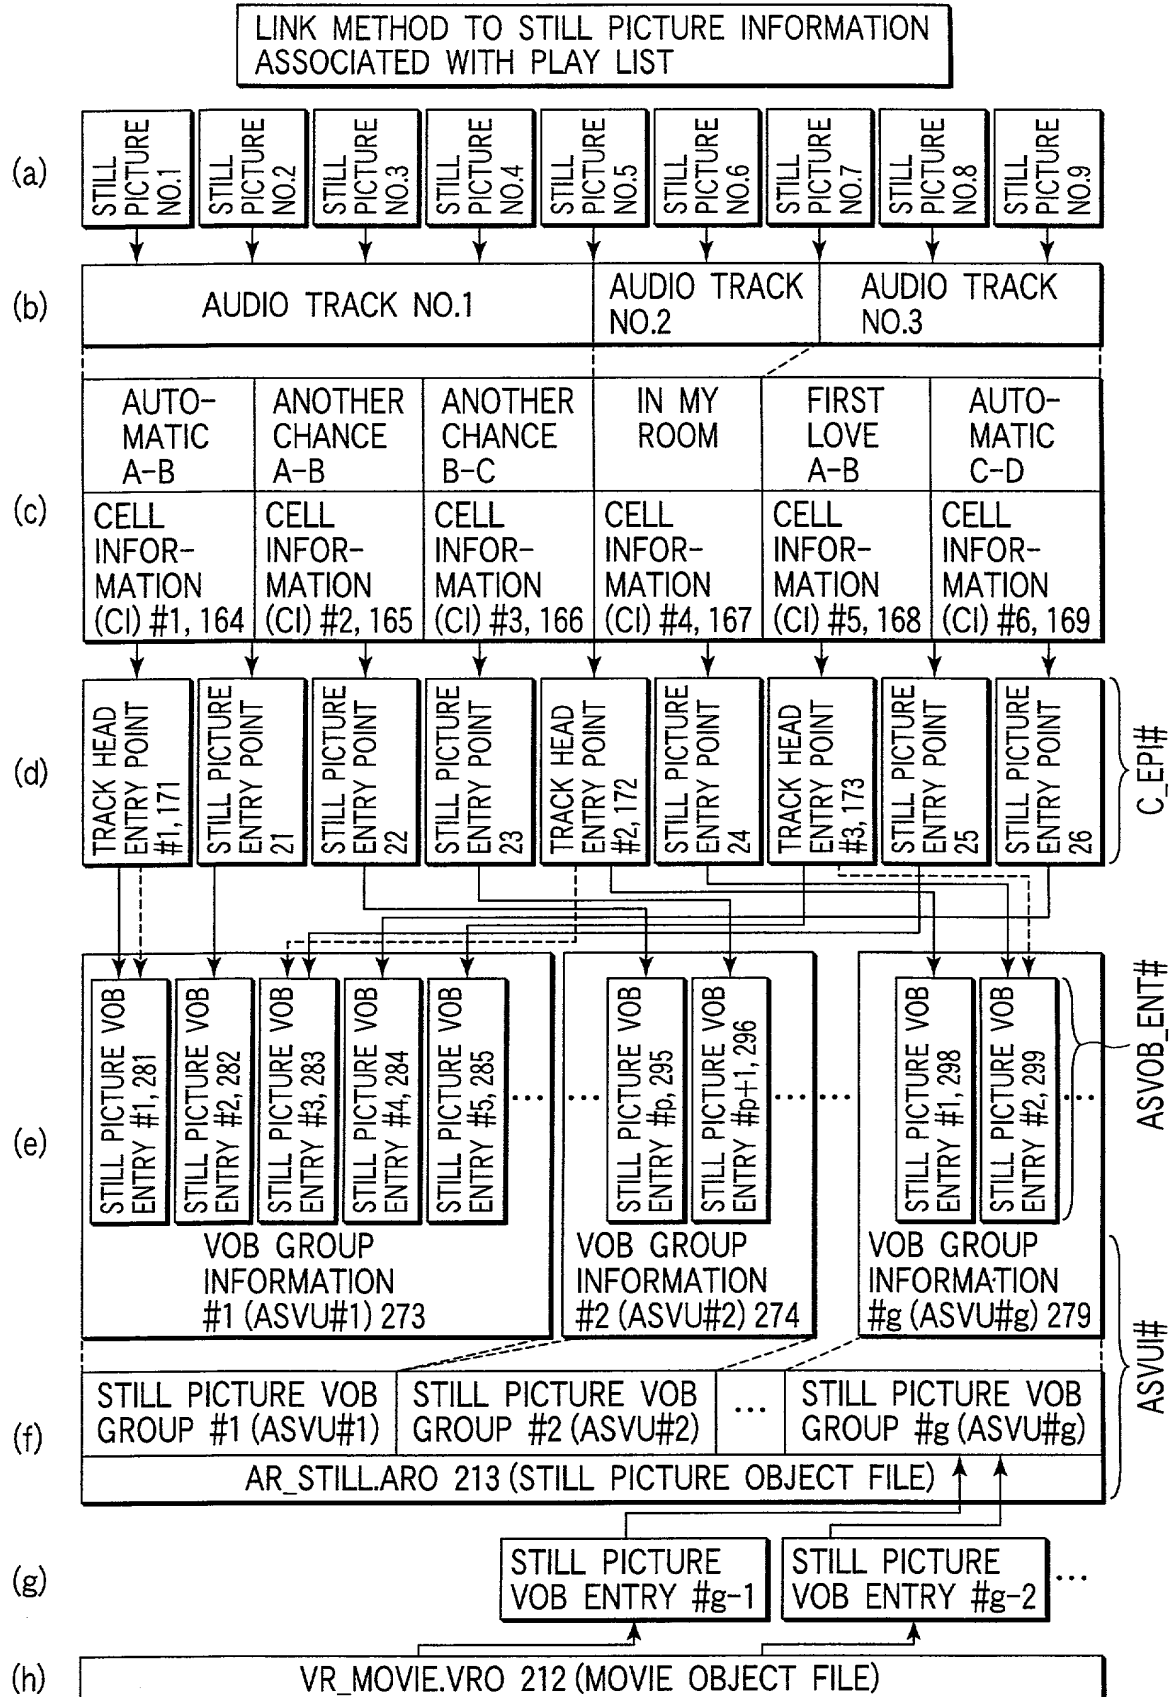 LINK METHOD TO STILL PICTURE INFORMATION
ASSOCIATED WITH PLAY LIST
(a)
STILL
PICTURE
NO.1
STILL
PICTURE
NO.2
STILL
PICTURE
NO.3
STILL
PICTURE
NO.4
STILL
PICTURE
NO.5
STILL
PICTURE
NO.6
STILL
PICTURE
NO.7
STILL
PICTURE
NO.8
STILL
PICTURE
NO.9
(b)
AUDIO TRACK NO.1
AUDIO TRACK
NO.2
AUDIO TRACK
NO.3
(c)
AUTO-
MATIC
A-B
ANOTHER
CHANCE
A-B
ANOTHER
CHANCE
B-C
IN MY
ROOM
FIRST
LOVE
A-B
AUTO-
MATIC
C-D
CELL
INFOR-
MATION
(CI) #1, 164
CELL
INFOR-
MATION
(CI) #2, 165
CELL
INFOR-
MATION
(CI) #3, 166
CELL
INFOR-
MATION
(CI) #4, 167
CELL
INFOR-
MATION
(CI) #5, 168
CELL
INFOR-
MATION
(CI) #6, 169
(d)
TRACK HEAD
ENTRY POINT
#1, 171
STILL PICTURE
ENTRY POINT
21
STILL PICTURE
ENTRY POINT
22
STILL PICTURE
ENTRY POINT
23
TRACK HEAD
ENTRY POINT
#2, 172
STILL PICTURE
ENTRY POINT
24
TRACK HEAD
ENTRY POINT
#3, 173
STILL PICTURE
ENTRY POINT
25
STILL PICTURE
ENTRY POINT
26
C_EPI#
(e)
STILL PICTURE VOB
ENTRY #1, 281
STILL PICTURE VOB
ENTRY #2, 282
STILL PICTURE VOB
ENTRY #3, 283
STILL PICTURE VOB
ENTRY #4, 284
STILL PICTURE VOB
ENTRY #5, 285
...
VOB GROUP
INFORMATION
#1 (ASVU#1) 273
...
STILL PICTURE VOB
ENTRY #p, 295
STILL PICTURE VOB
ENTRY #p+1, 296
...
VOB GROUP
INFORMATION
#2 (ASVU#2) 274
...
STILL PICTURE VOB
ENTRY #1, 298
STILL PICTURE VOB
ENTRY #2, 299
...
VOB GROUP
INFORMATION
#g (ASVU#g) 279
ASVOB_ENT#
(f)
STILL PICTURE VOB
GROUP #1 (ASVU#1)
STILL PICTURE VOB
GROUP #2 (ASVU#2)
...
STILL PICTURE VOB
GROUP #g (ASVU#g)
AR_STILL.ARO 213 (STILL PICTURE OBJECT FILE)
ASVUI#
(g)
STILL PICTURE
VOB ENTRY #g-1
STILL PICTURE
VOB ENTRY #g-2
...
(h)
VR_MOVIE.VRO 212 (MOVIE OBJECT FILE)